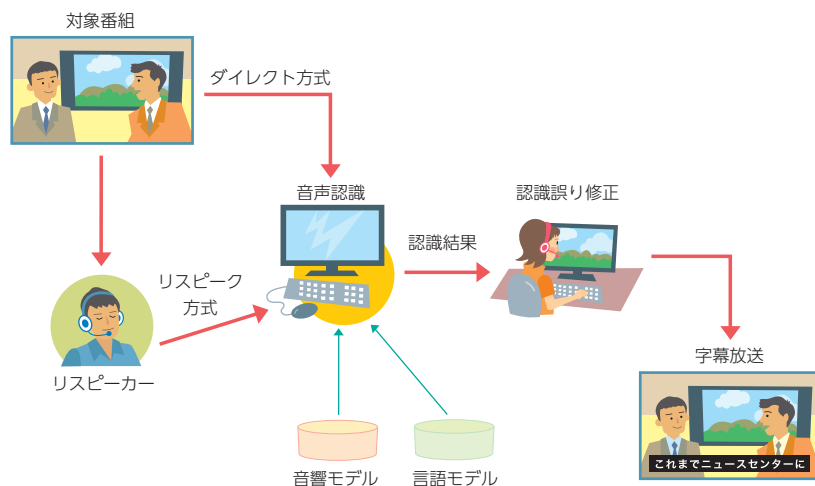 対象番組
ダイレクト方式
音声認識
認識誤り修正
認識結果
リスピーク
方式
リスピーカー
字幕放送
これまでニュースセンターに
音響モデル
言語モデル